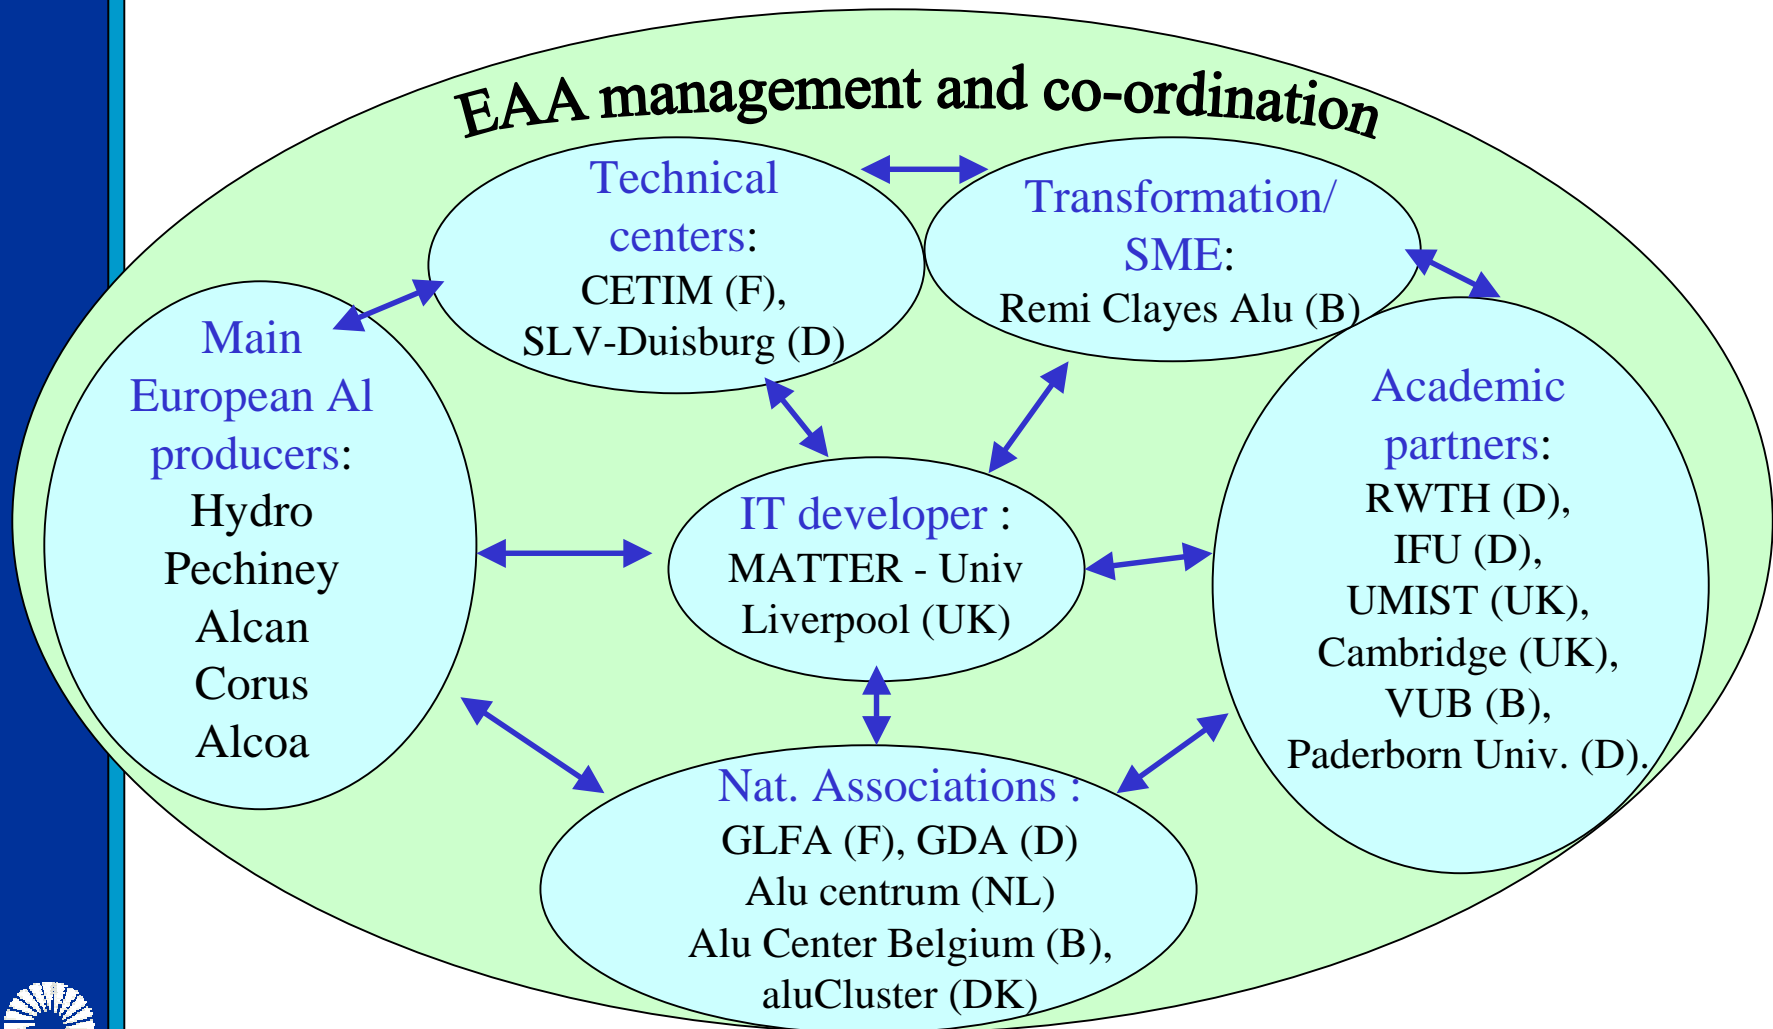 EAA management and co-ordination
Technical
centers:
CETIM (F),
SLV-Duisburg (D)
Transformation/
SME:
Remi Clayes Alu (B)
Main
European Al
producers:
Hydro
Pechiney
Alcan
Corus
Alcoa
IT developer :
MATTER - Univ
Liverpool (UK)
Academic
partners:
RWTH (D),
IFU (D),
UMIST (UK),
Cambridge (UK),
VUB (B),
Paderborn Univ. (D).
Nat. Associations :
GLFA (F), GDA (D)
Alu centrum (NL)
Alu Center Belgium (B),
aluCluster (DK)